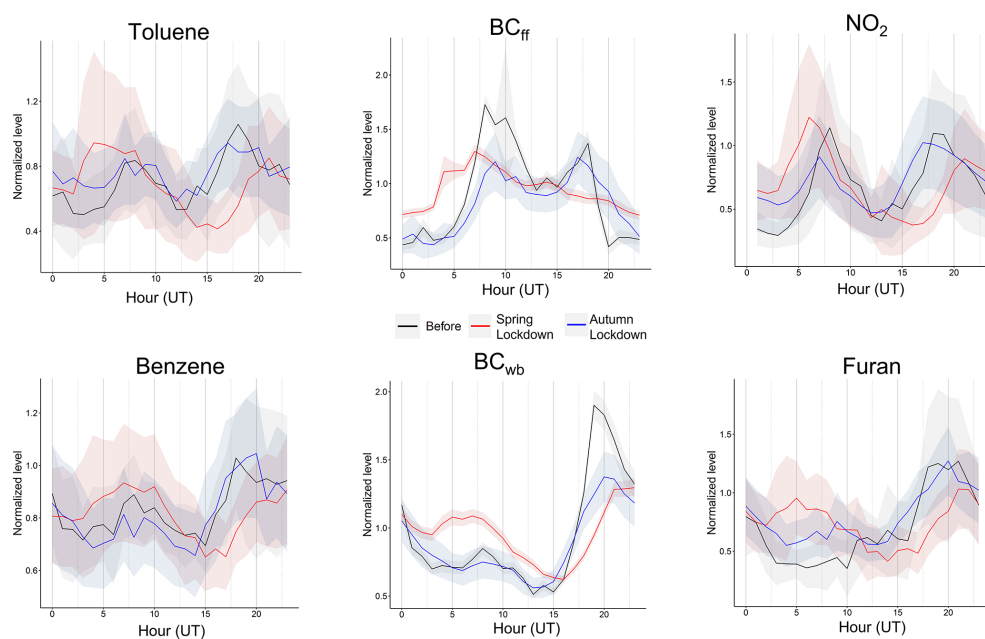 Toluene
BCff
NO2
Normalized level
1.2
0.8
0.4
0
5
10
15
20
Hour (UT)
Normalized level
2.0
1.5
1.0
0.5
0
5
10
15
20
Hour (UT)
Normalized level
1.5
1.0
0.5
0
5
10
15
20
Hour (UT)
Before
Spring
Lockdown
Autumn
Lockdown
Benzene
BCwb
Furan
Normalized level
1.4
1.2
1.0
0.8
0.6
0
5
10
15
20
Hour (UT)
Normalized level
2.0
1.5
1.0
0.5
0
5
10
15
20
Hour (UT)
Normalized level
1.5
1.0
0.5
0
5
10
15
20
Hour (UT)